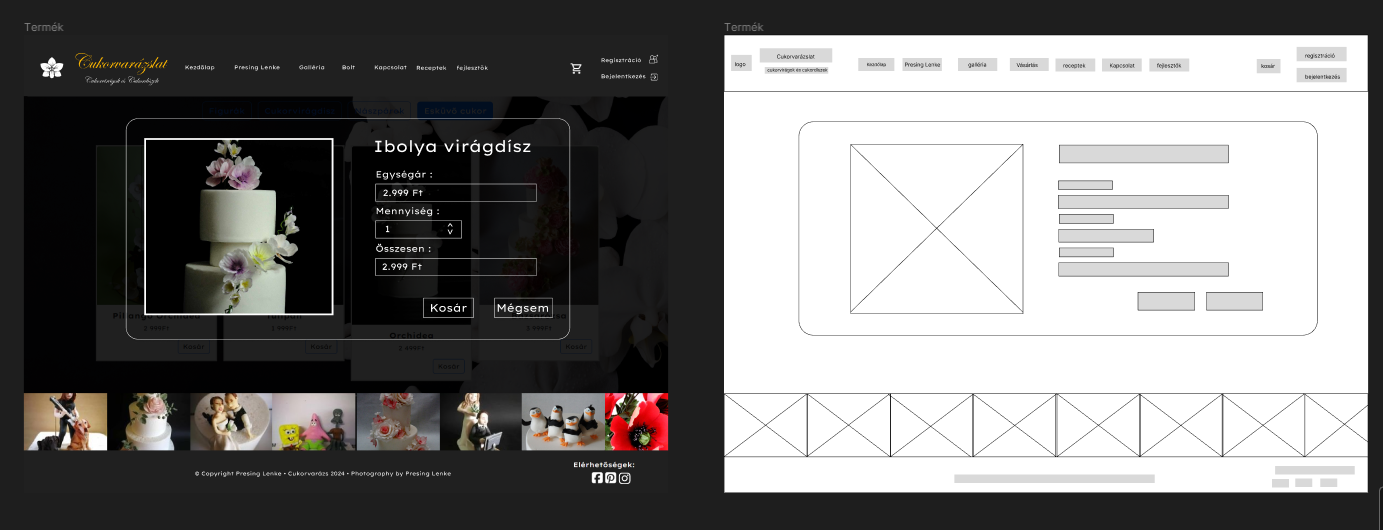 Termék
Cukorvarázslat
Cukorvirágok és Cukordíszek
Kezdőlap
Presing Lenke
Galléria
Bolt
Kapcsolat
Receptek
fejlesztők
Regisztráció
Bejelentkezés
Esküvő cukor
Ibolya virágdísz
Egységár :
2.999 Ft
Mennyiség :
1
Összesen :
2.999 Ft
Kosár
Mégsem
Orchidea
Kosár
Kosár
Kosár
Kosár
© Copyright Presing Lenke • Cukorvarázs 2024 • Photography by Presing Lenke
Elérhetőségek:
Termék
logo
Cukorvarázslat
cukorvirágok és cukordíszek
kezdőlap
Presing Lenke
galléria
Vásárlás
receptek
Kapcsolat
fejlesztők
kosár
regisztráció
bejelentkezés